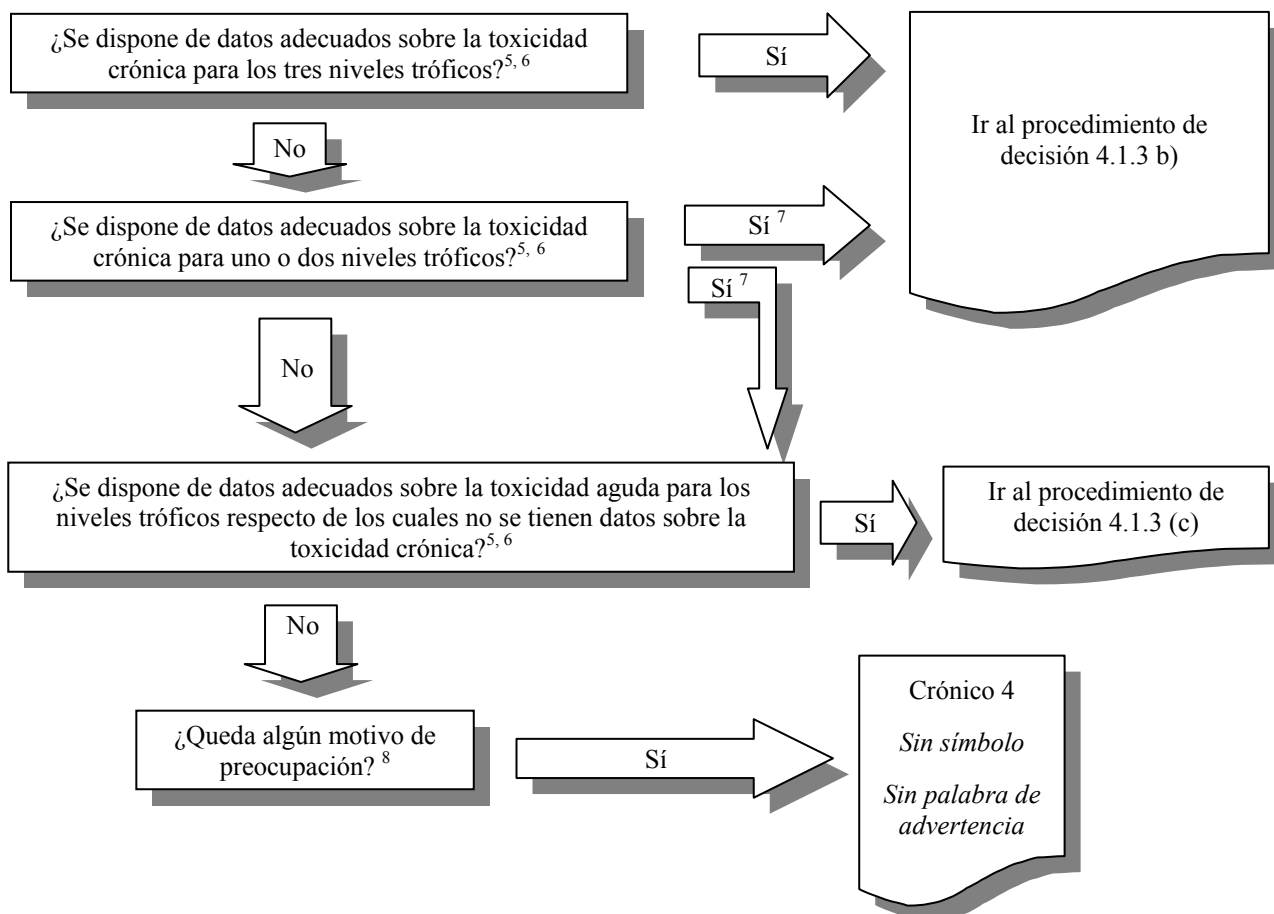 ¿Se dispone de datos adecuados sobre la toxicidad
crónica para los tres niveles tróficos?5, 6
Sí
Ir al procedimiento de
decisión 4.1.3 b)
No
¿Se dispone de datos adecuados sobre la toxicidad
crónica para uno o dos niveles tróficos?5, 6
Sí 7
Sí 7
No
¿Se dispone de datos adecuados sobre la toxicidad aguda para los
niveles tróficos respecto de los cuales no se tienen datos sobre la
toxicidad crónica?5, 6
Sí
Ir al procedimiento de
decisión 4.1.3 (c)
No
¿Queda algún motivo de
preocupación? 8
Sí
Crónico 4
Sin símbolo
Sin palabra de
advertencia